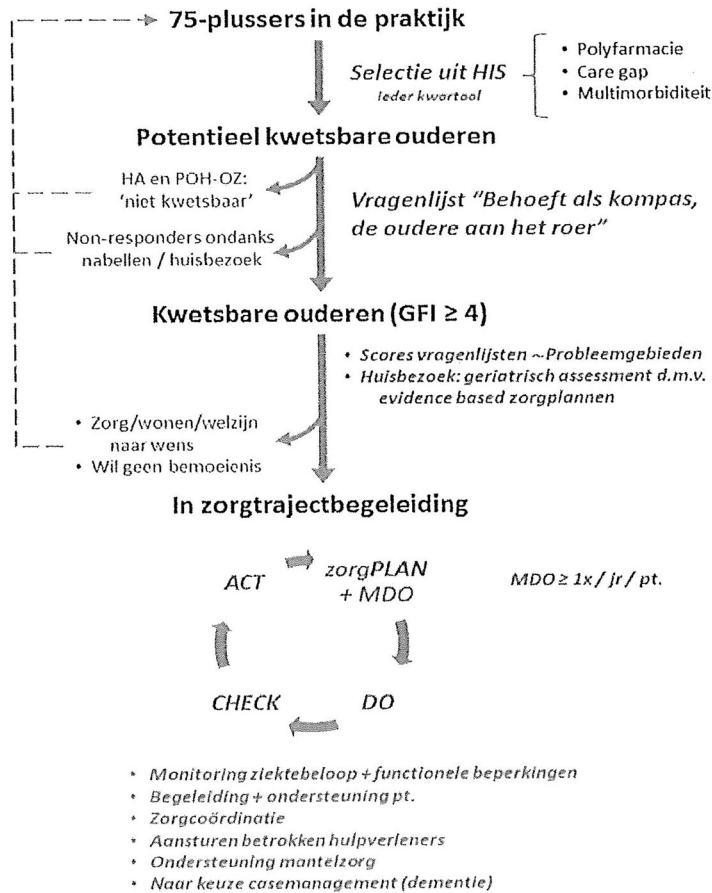 75-plussers in de praktijk
Selectie uit HIS
ieder kwartaal
• Polyfarmacie
• Care gap
• Multimorbiditeit
Potentieel kwetsbare ouderen
HA en POH-OZ:
‘niet kwetsbaar’
Non-responders ondanks
nabellen / huisbezoek
Vragenlijst "Behoeft als kompas,
de oudere aan het roer"
Kwetsbare ouderen (GFI ≥ 4)
• Scores vragenlijsten ~Probleemgebieden
• Huisbezoek: geriatrisch assessment d.m.v.
evidence based zorgplannen
• Zorg/wonen/welzijn
naar wens
• Wil geen bemoeienis
In zorgtrajectbegeleiding
ACT
zorgPLAN
+ MDO
MDO ≥ 1x / jr / pt.
CHECK
DO
• Monitoring ziektebeloop + functionele beperkingen
• Begeleiding + ondersteuning pt.
• Zorgcoördinatie
• Aansturen betrokken hulpverleners
• Ondersteuning mantelzorg
• Naar keuze casemanagement (dementie)